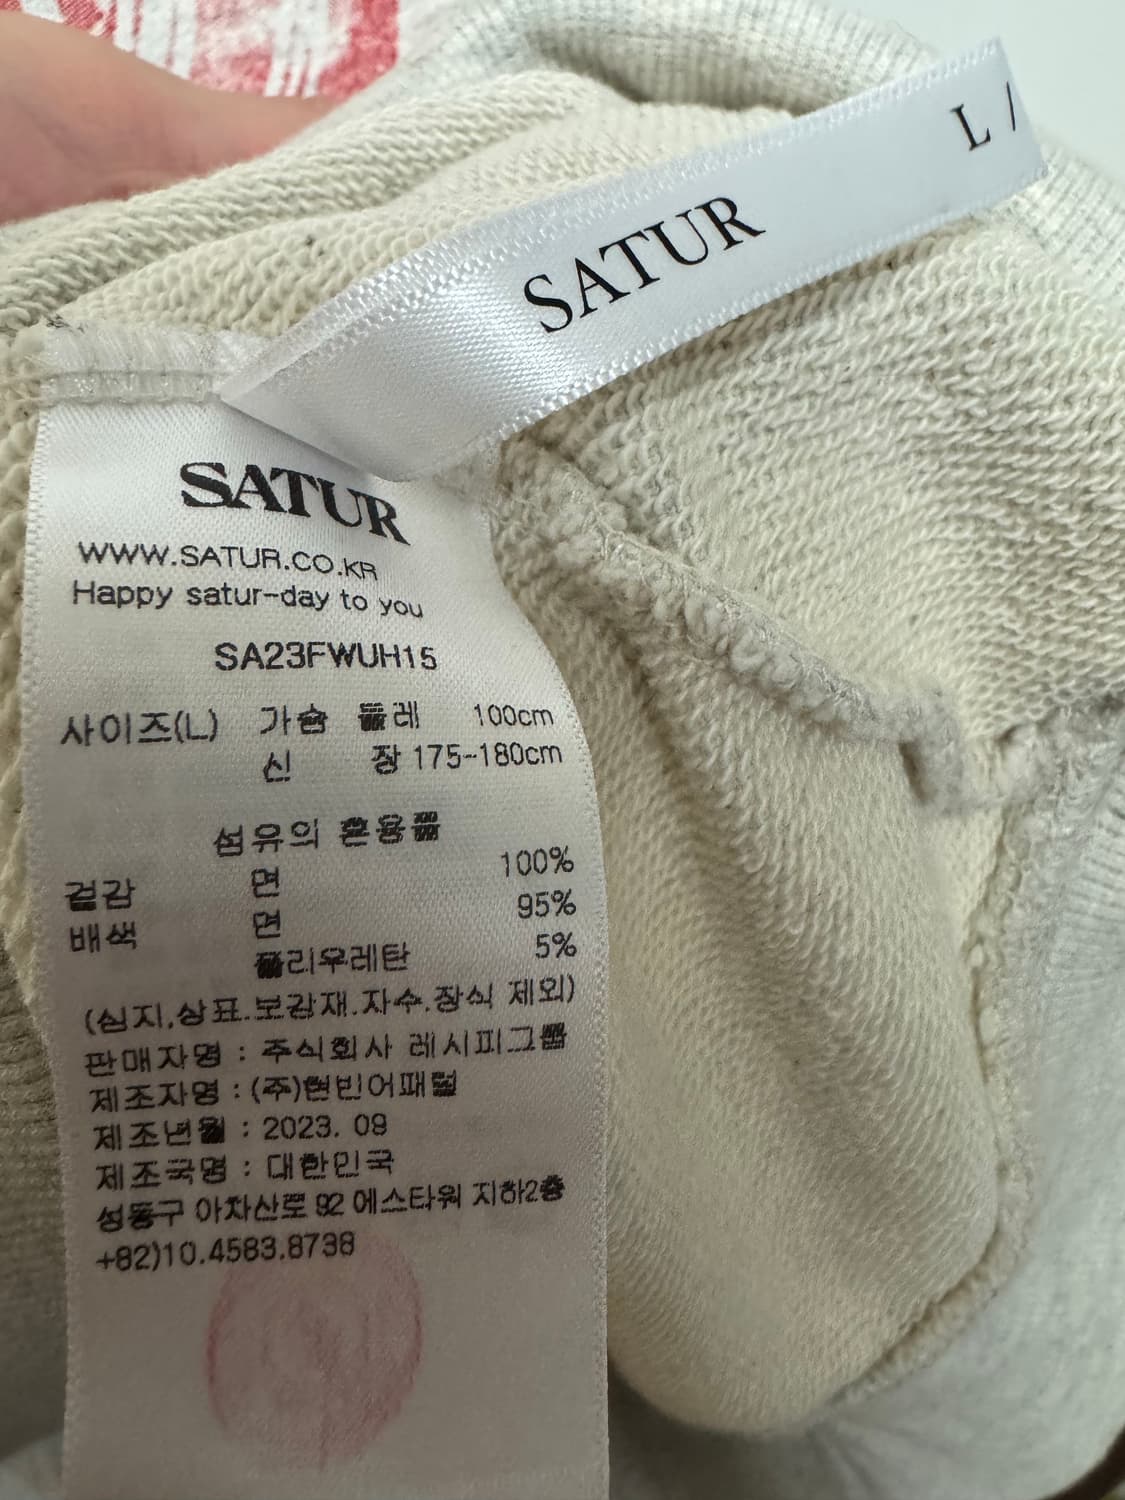 L /
SATUR
SATUR
WWW.SATUR.CO.KR
Happy satur-day to you
SA23FWUH15
사이즈(L) 가슴 둘레 100cm
신 장 175-180cm
섬유의 혼용률
겉감 면 100%
배색 면 95%
폴리우레탄 5%
(심지,상표.보강재.자수.장식 제외)
판매자명 : 주식회사 레시피그룹
제조자명 : (주)현빈어패럴
제조년월 : 2023. 09
제조국명 : 대한민국
성동구 아차산로 92 에스타워 지하2층
+82)10.4583.8738